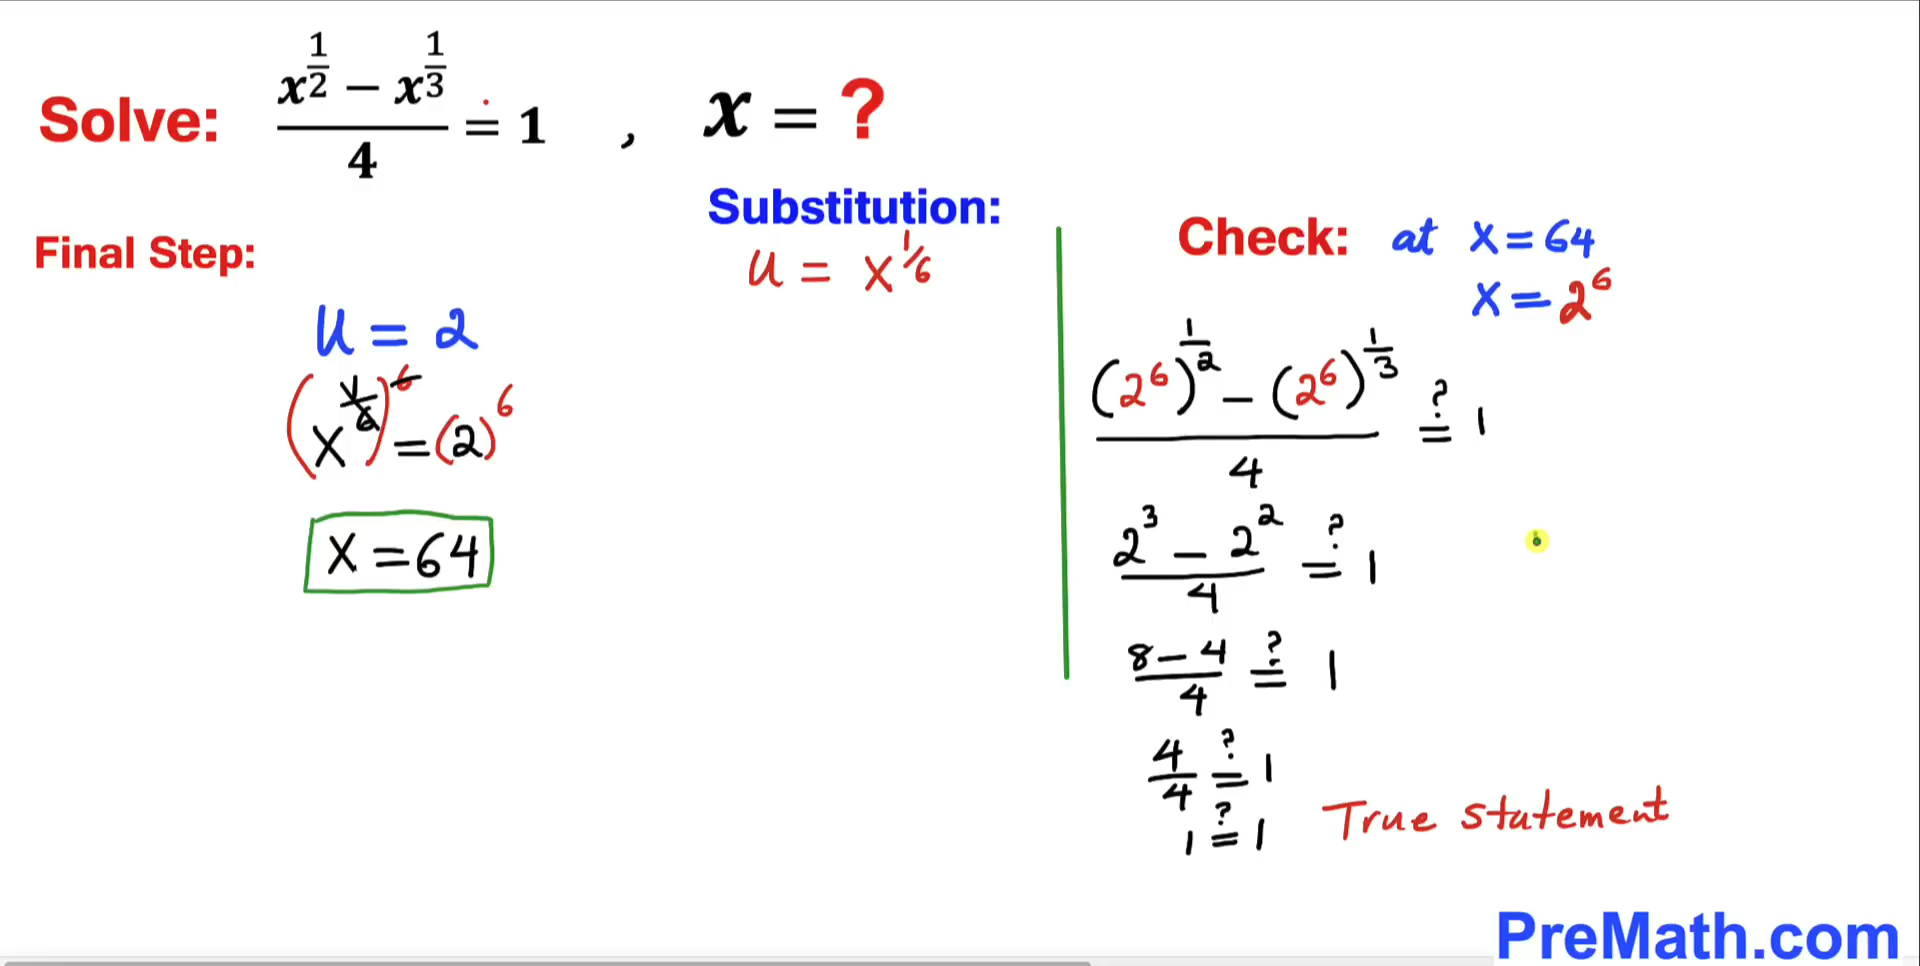 Solve: (x^(1/2) − x^(1/3))/4 = 1 , x = ?
Substitution:
u = x^(1/6)
Final Step:
u = 2
(x^(1/6))^6 = (2)^6
x = 64
Check: at x = 64
x = 2^6
((2^6)^(1/2) − (2^6)^(1/3))/4 ≟ 1
(2^3 − 2^2)/4 ≟ 1
(8 − 4)/4 ≟ 1
4/4 ≟ 1
1 ≟ 1 True statement
PreMath.com